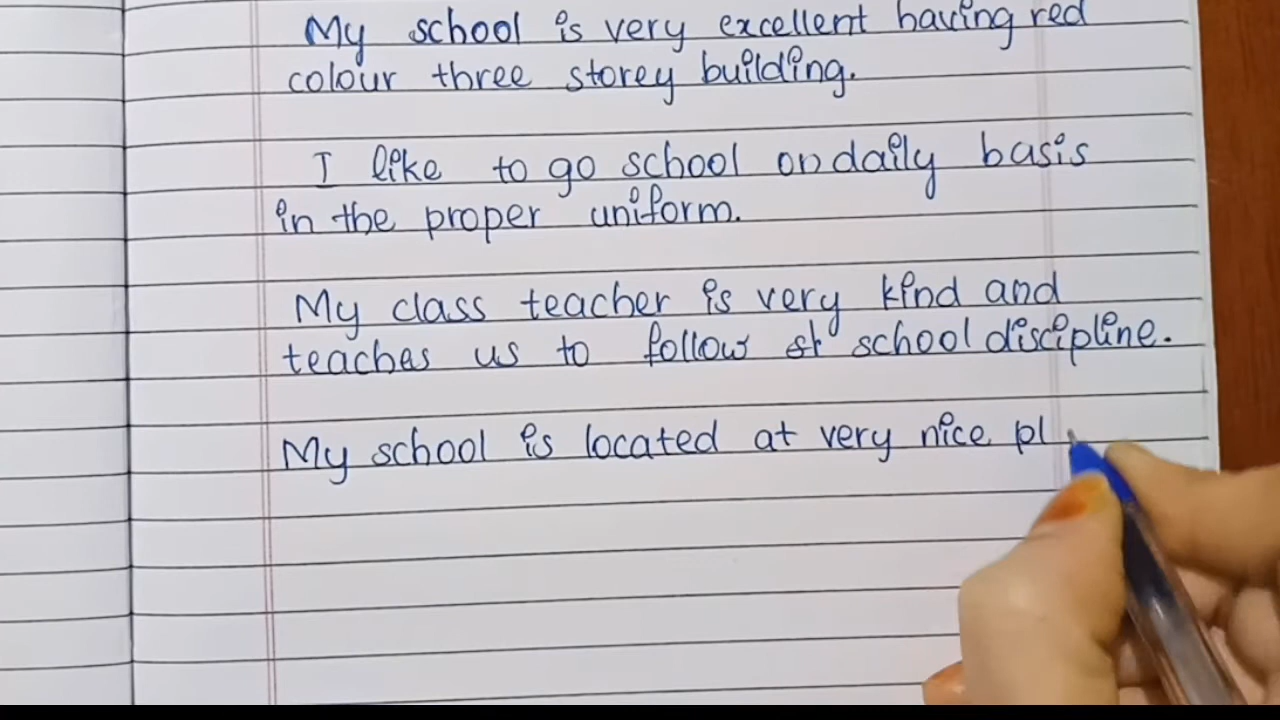 My school is very excellent having red
colour three storey building.
I like to go school on daily basis
in the proper uniform.
My class teacher is very kind and
teaches us to follow st school discipline.
My school is located at very nice pl